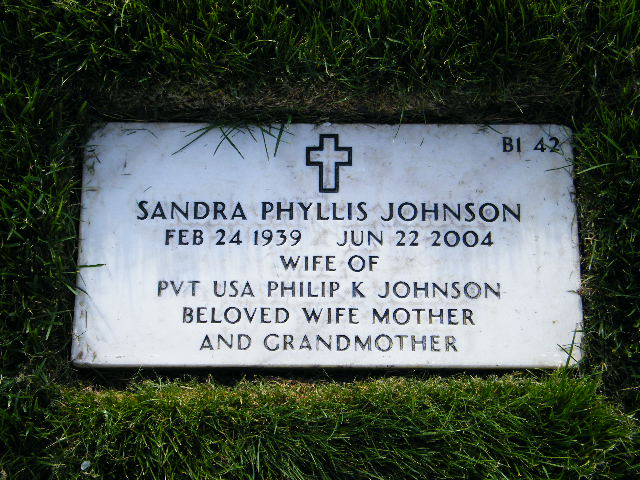 B1 42
SANDRA PHYLLIS JOHNSON
FEB 24 1939 JUN 22 2004
WIFE OF
PVT USA PHILIP K JOHNSON
BELOVED WIFE MOTHER
AND GRANDMOTHER